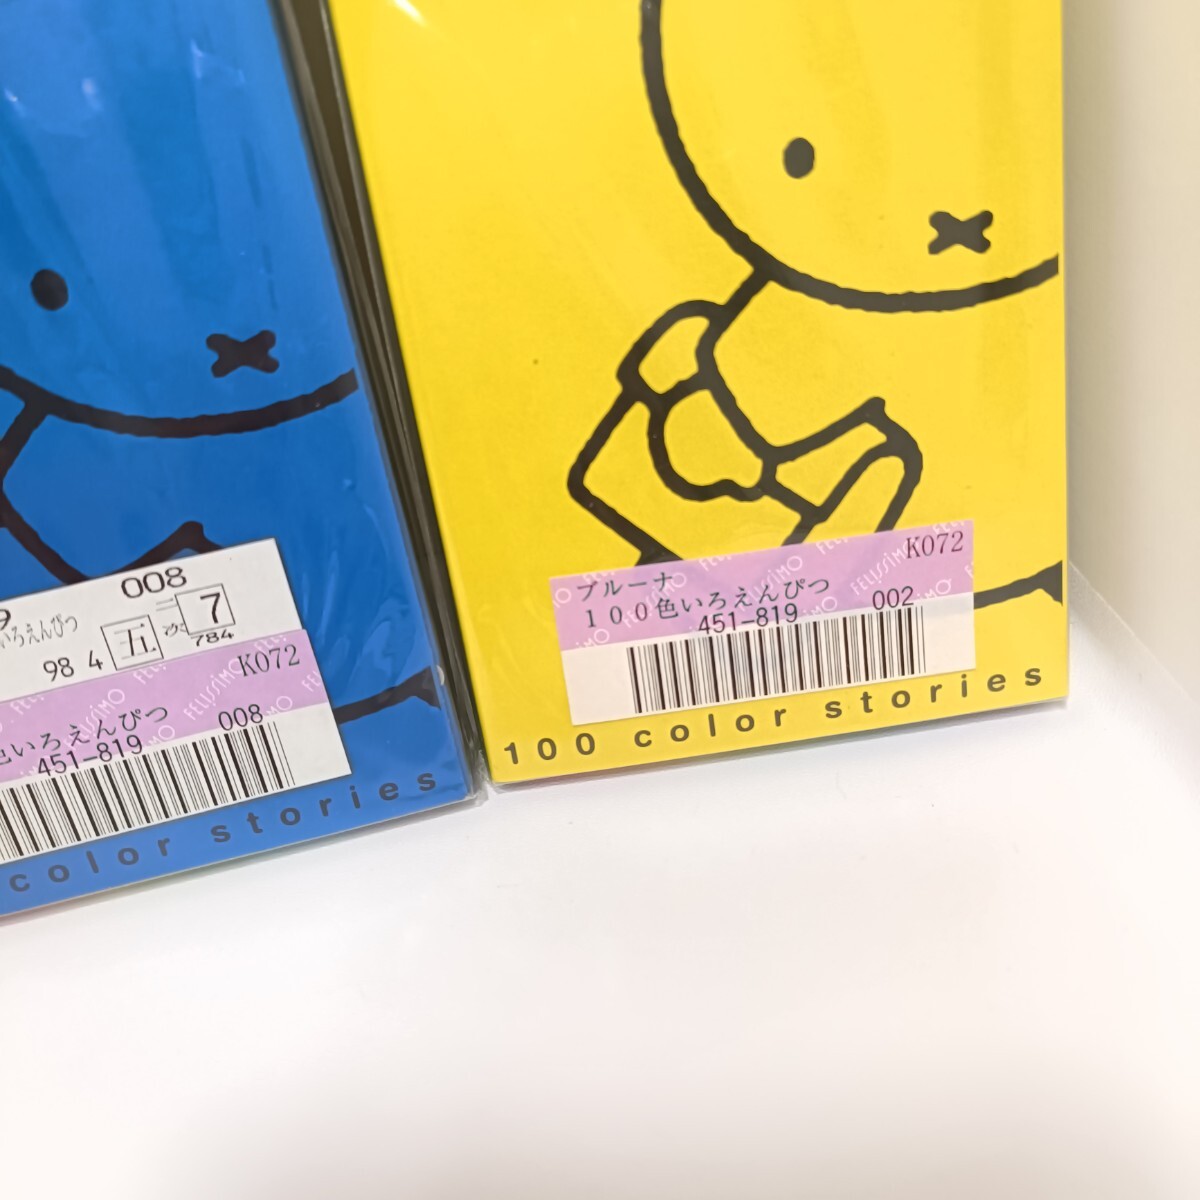 9
008
いろえんぴつ
98 4
五
7
784
K072
FELISSIMO
色いろえんぴつ
451-819
008
color stories
K072
FELISSIMO
ブルーナ
100色いろえんぴつ
451-819
002
100 color stories